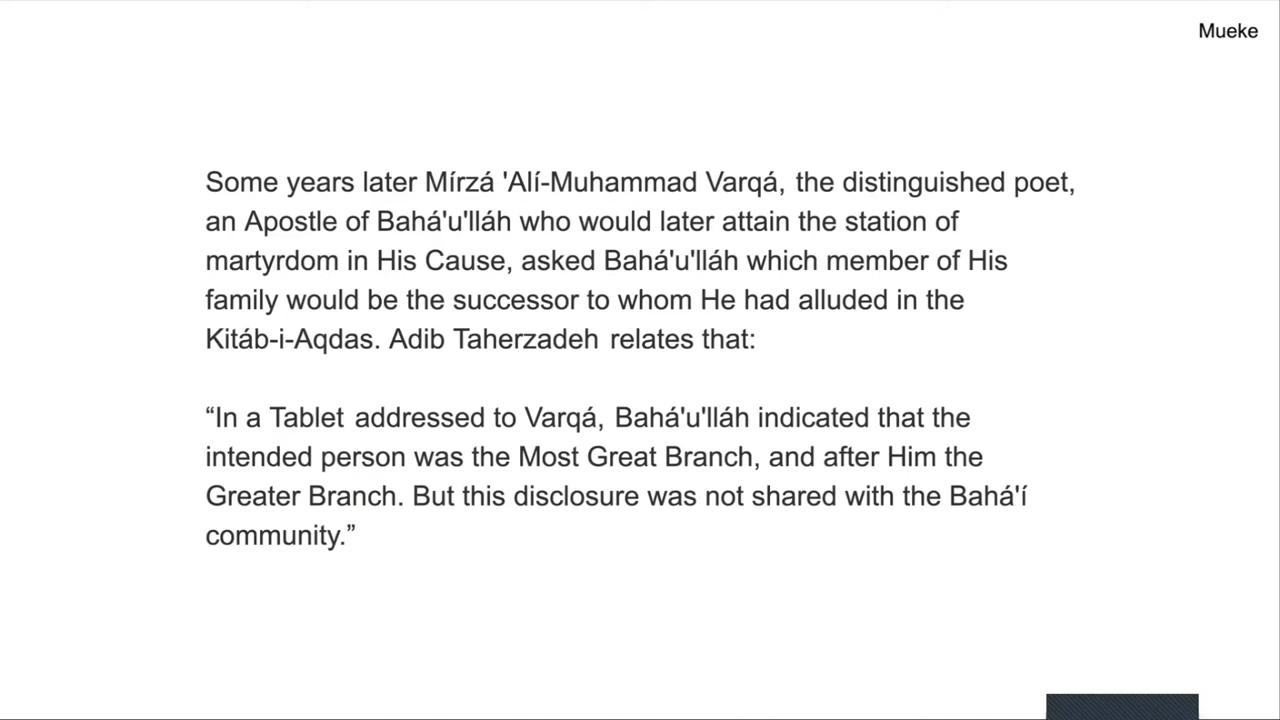 Mueke
Some years later Mírzá 'Alí-Muhammad Varqá, the distinguished poet,
an Apostle of Bahá'u'lláh who would later attain the station of
martyrdom in His Cause, asked Bahá'u'lláh which member of His
family would be the successor to whom He had alluded in the
Kitáb-i-Aqdas. Adib Taherzadeh relates that:
“In a Tablet addressed to Varqá, Bahá'u'lláh indicated that the
intended person was the Most Great Branch, and after Him the
Greater Branch. But this disclosure was not shared with the Bahá'í
community.”